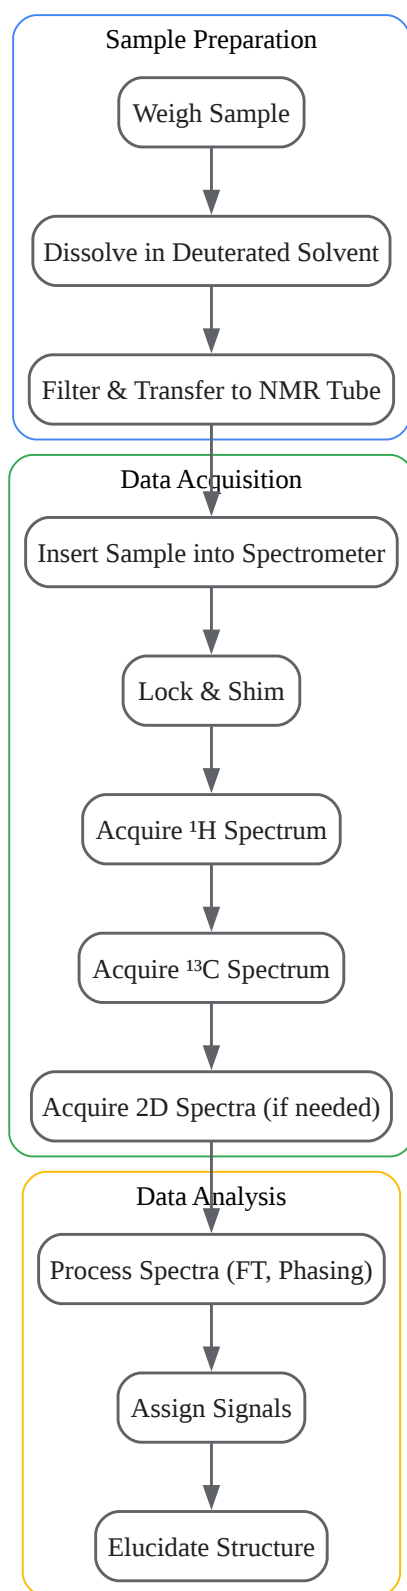 Sample Preparation
Weigh Sample
Dissolve in Deuterated Solvent
Filter & Transfer to NMR Tube
Data Acquisition
Insert Sample into Spectrometer
Lock & Shim
Acquire ¹H Spectrum
Acquire ¹³C Spectrum
Acquire 2D Spectra (if needed)
Data Analysis
Process Spectra (FT, Phasing)
Assign Signals
Elucidate Structure